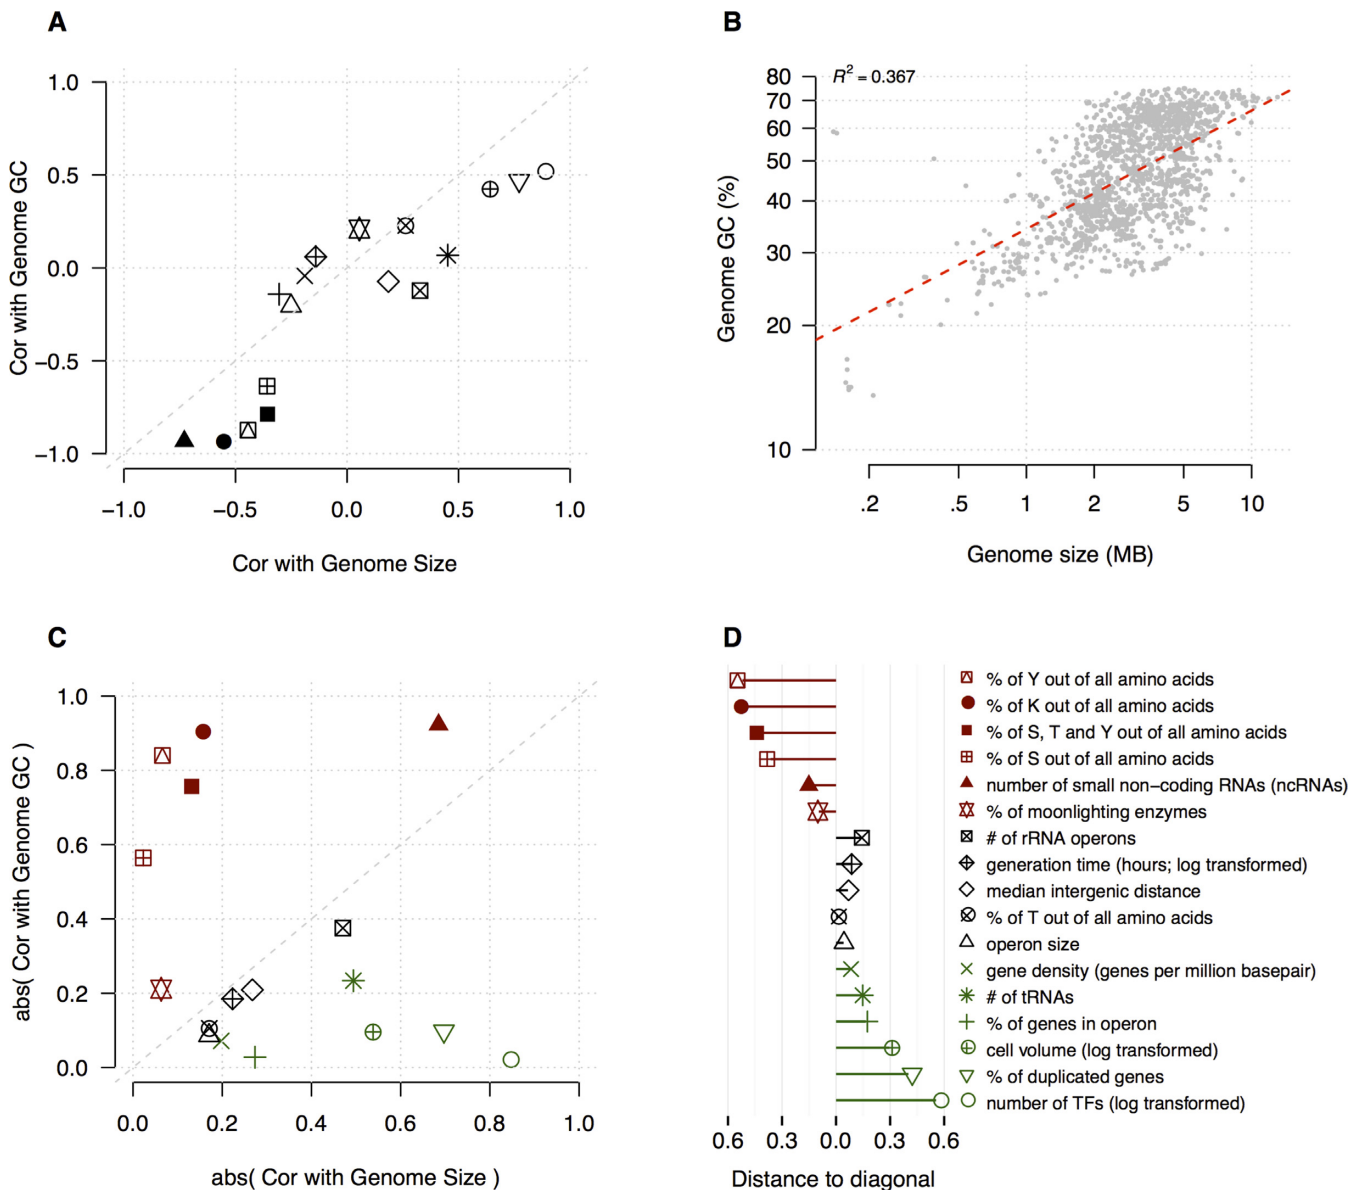 A
1.0
0.5
0.0
−0.5
−1.0
Cor with Genome GC
−1.0 −0.5 0.0 0.5 1.0
Cor with Genome Size
B
R² = 0.367
80
70
60
50
40
30
20
10
Genome GC (%)
.2 .5 1 2 5 10
Genome size (MB)
C
1.0
0.8
0.6
0.4
0.2
0.0
abs( Cor with Genome GC )
0.0 0.2 0.4 0.6 0.8 1.0
abs( Cor with Genome Size )
D
% of Y out of all amino acids
% of K out of all amino acids
% of S, T and Y out of all amino acids
% of S out of all amino acids
number of small non−coding RNAs (ncRNAs)
% of moonlighting enzymes
# of rRNA operons
generation time (hours; log transformed)
median intergenic distance
% of T out of all amino acids
operon size
gene density (genes per million basepair)
# of tRNAs
% of genes in operon
cell volume (log transformed)
% of duplicated genes
number of TFs (log transformed)
0.6 0.3 0.0 0.3 0.6
Distance to diagonal